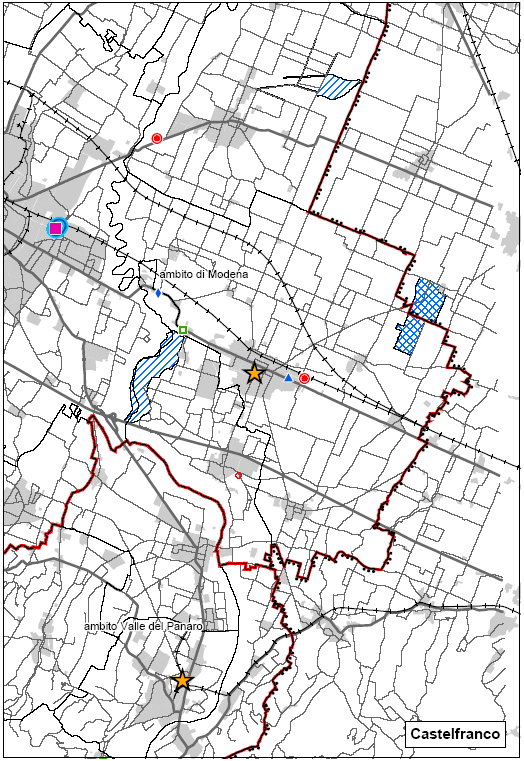 ambito di Modena
ambito Valle del Panaro
Castelfranco